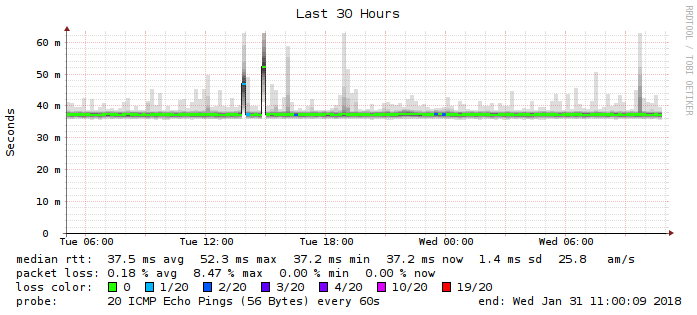 Last 30 Hours
RRDTOOL / TOBI OETIKER
Seconds
60 m
50 m
40 m
30 m
20 m
10 m
0
Tue 06:00 Tue 12:00 Tue 18:00 Wed 00:00 Wed 06:00
median rtt: 37.5 ms avg 52.3 ms max 37.2 ms min 37.2 ms now 1.4 ms sd 25.8 am/s
packet loss: 0.18 % avg 8.47 % max 0.00 % min 0.00 % now
loss color: 0 1/20 2/20 3/20 4/20 10/20 19/20
probe: 20 ICMP Echo Pings (56 Bytes) every 60s end: Wed Jan 31 11:00:09 2018